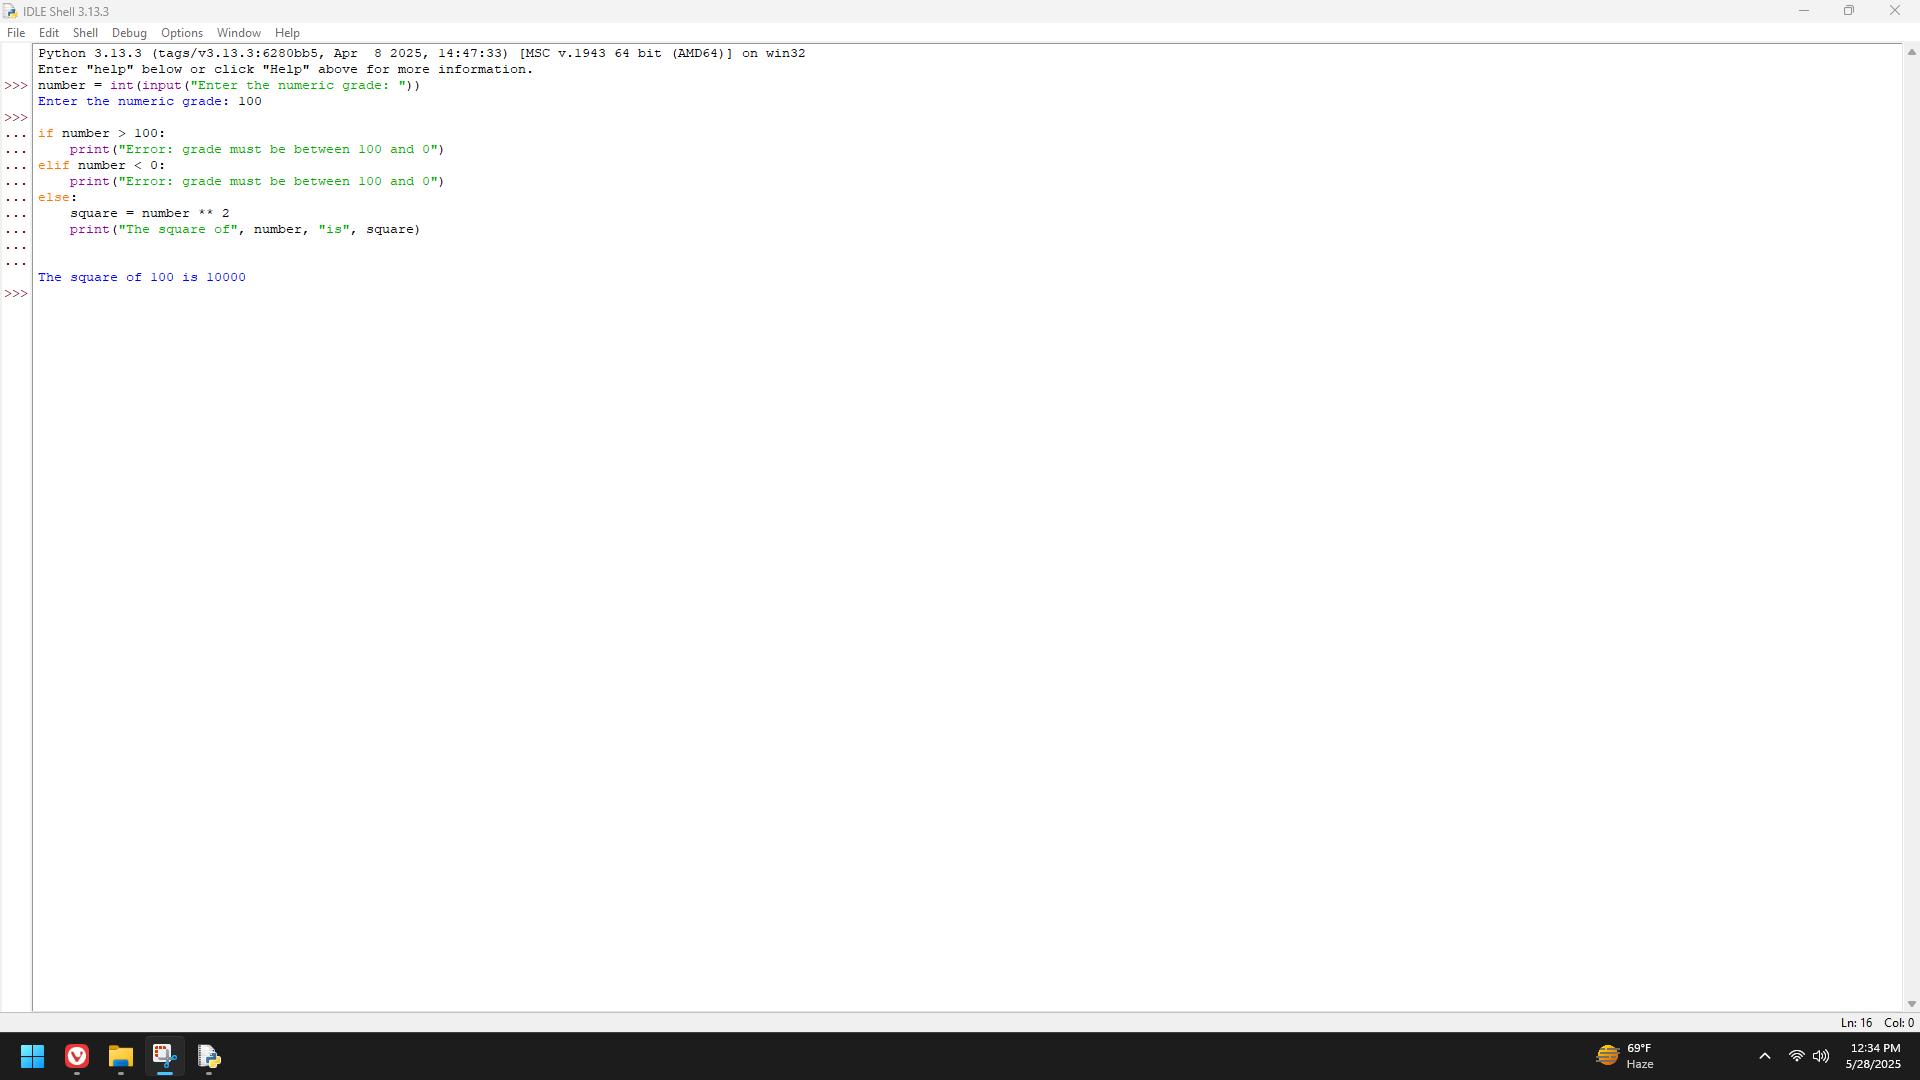 IDLE Shell 3.13.3
File Edit Shell Debug Options Window Help
Python 3.13.3 (tags/v3.13.3:6280bb5, Apr  8 2025, 14:47:33) [MSC v.1943 64 bit (AMD64)] on win32
Enter "help" below or click "Help" above for more information.
>>> number = int(input("Enter the numeric grade: "))
Enter the numeric grade: 100
>>>
... if number > 100:
...     print("Error: grade must be between 100 and 0")
... elif number < 0:
...     print("Error: grade must be between 100 and 0")
... else:
...     square = number ** 2
...     print("The square of", number, "is", square)
...
...
The square of 100 is 10000
>>>
Ln: 16 Col: 0
69°F
Haze
12:34 PM
5/28/2025